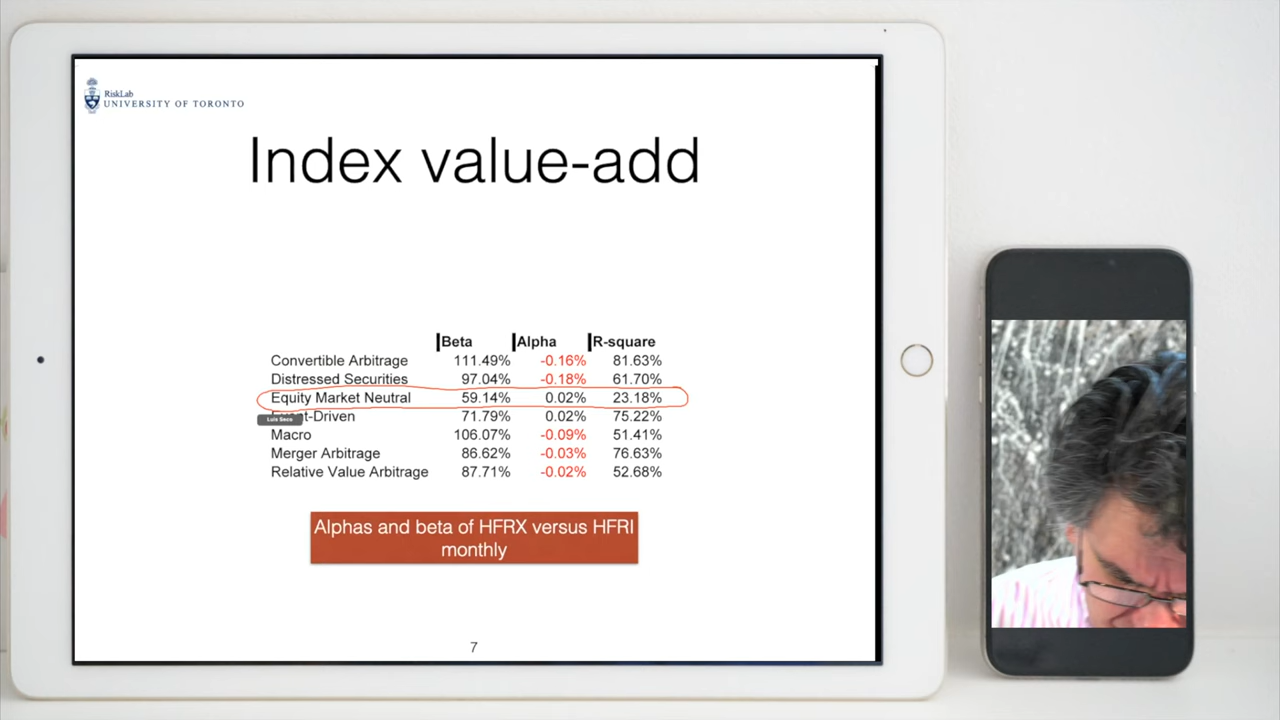 RiskLab
UNIVERSITY OF TORONTO
Index value-add
Beta Alpha R-square
Convertible Arbitrage 111.49% -0.16% 81.63%
Distressed Securities 97.04% -0.18% 61.70%
Equity Market Neutral 59.14% 0.02% 23.18%
Event-Driven 71.79% 0.02% 75.22%
Luis Seco
Macro 106.07% -0.09% 51.41%
Merger Arbitrage 86.62% -0.03% 76.63%
Relative Value Arbitrage 87.71% -0.02% 52.68%
Alphas and beta of HFRX versus HFRI
monthly
7